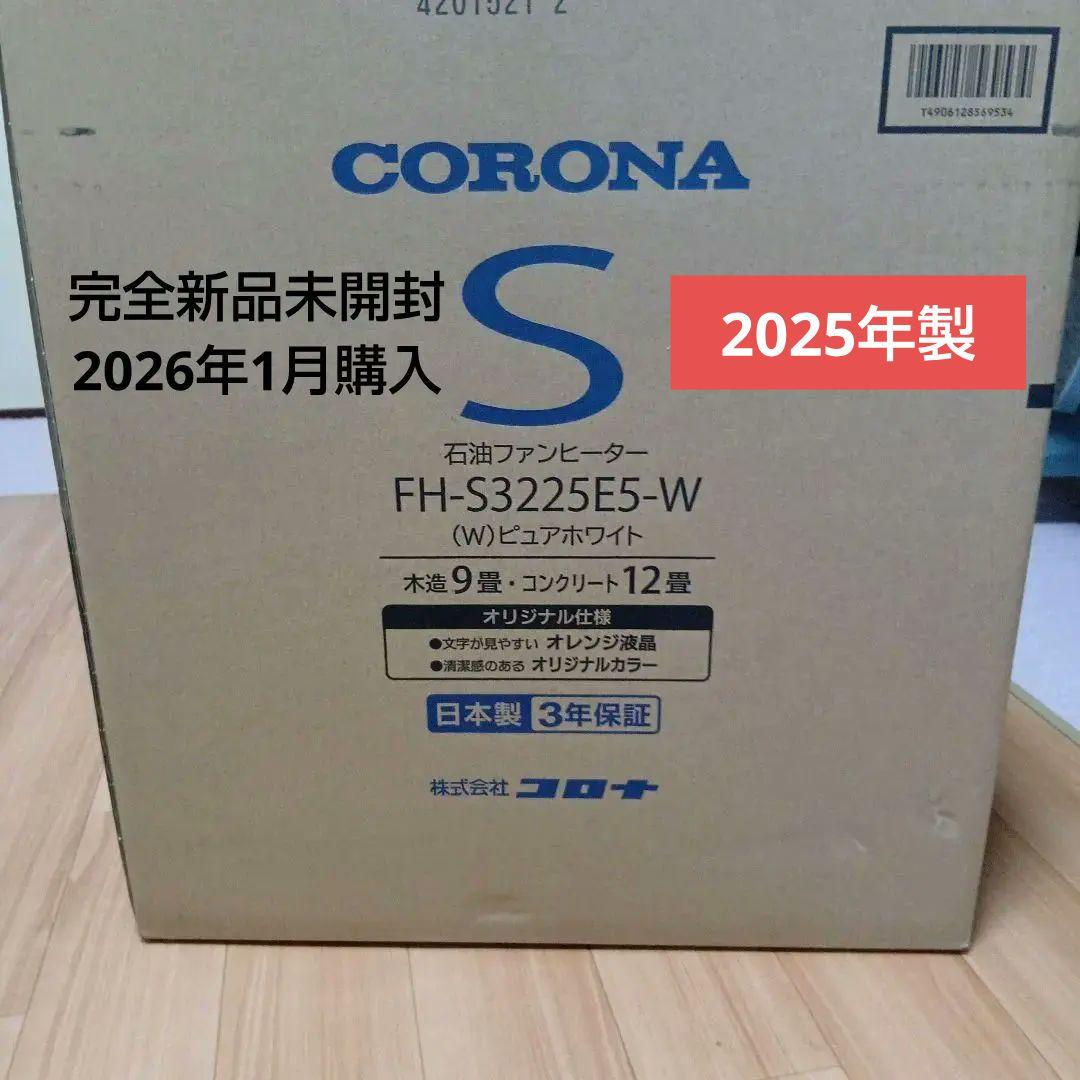 4201521 2
T4906128569534
CORONA
S
完全新品未開封
2026年1月購入
2025年製
石油ファンヒーター
FH-S3225E5-W
(W)ピュアホワイト
木造9畳・コンクリート12畳
オリジナル仕様
●文字が見やすい オレンジ液晶
●清潔感のある オリジナルカラー
日本製 3年保証
株式会社 コロナ